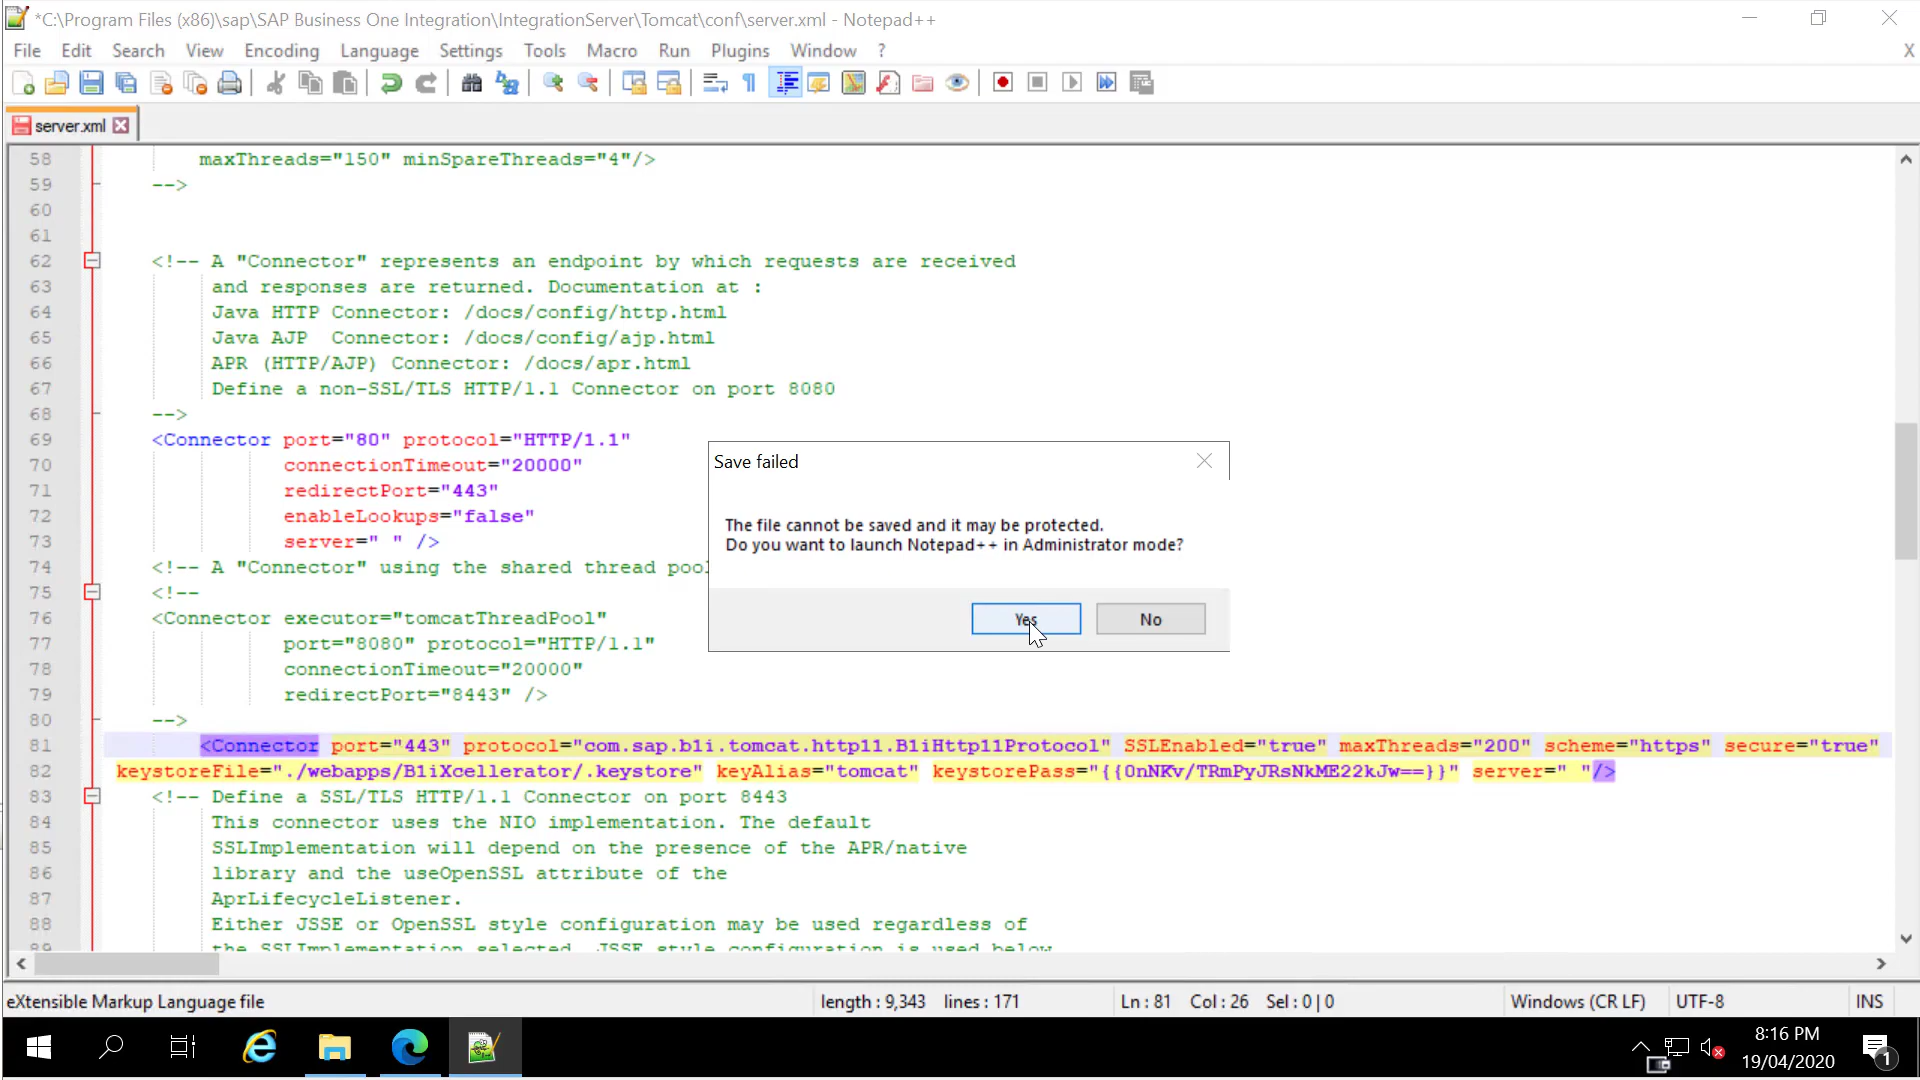 *C:\Program Files (x86)\sap\SAP Business One Integration\IntegrationServer\Tomcat\conf\server.xml - Notepad++
File Edit Search View Encoding Language Settings Tools Macro Run Plugins Window ? X
server.xml
58 maxThreads="150" minSpareThreads="4"/>
59 -->
60
61
62 <!-- A "Connector" represents an endpoint by which requests are received
63 and responses are returned. Documentation at :
64 Java HTTP Connector: /docs/config/http.html
65 Java AJP  Connector: /docs/config/ajp.html
66 APR (HTTP/AJP) Connector: /docs/apr.html
67 Define a non-SSL/TLS HTTP/1.1 Connector on port 8080
68 -->
69 <Connector port="80" protocol="HTTP/1.1"
70 connectionTimeout="20000"
71 redirectPort="443"
72 enableLookups="false"
73 server=" " />
74 <!-- A "Connector" using the shared thread pool
75 <!--
76 <Connector executor="tomcatThreadPool"
77 port="8080" protocol="HTTP/1.1"
78 connectionTimeout="20000"
79 redirectPort="8443" />
80 -->
81 <Connector port="443" protocol="com.sap.b1i.tomcat.http11.B1iHttp11Protocol" SSLEnabled="true" maxThreads="200" scheme="https" secure="true"
82 keystoreFile="./webapps/B1iXcellerator/.keystore" keyAlias="tomcat" keystorePass="{{0nNKv/TRmPyJRsNkME22kJw==}}" server=" "/>
83 <!-- Define a SSL/TLS HTTP/1.1 Connector on port 8443
84 This connector uses the NIO implementation. The default
85 SSLImplementation will depend on the presence of the APR/native
86 library and the useOpenSSL attribute of the
87 AprLifecycleListener.
88 Either JSSE or OpenSSL style configuration may be used regardless of
89 the SSLImplementation selected. JSSE style configuration is used below
Save failed
The file cannot be saved and it may be protected.
Do you want to launch Notepad++ in Administrator mode?
Yes No
eXtensible Markup Language file length : 9,343 lines : 171 Ln : 81 Col : 26 Sel : 0 | 0 Windows (CR LF) UTF-8 INS
8:16 PM
19/04/2020
1